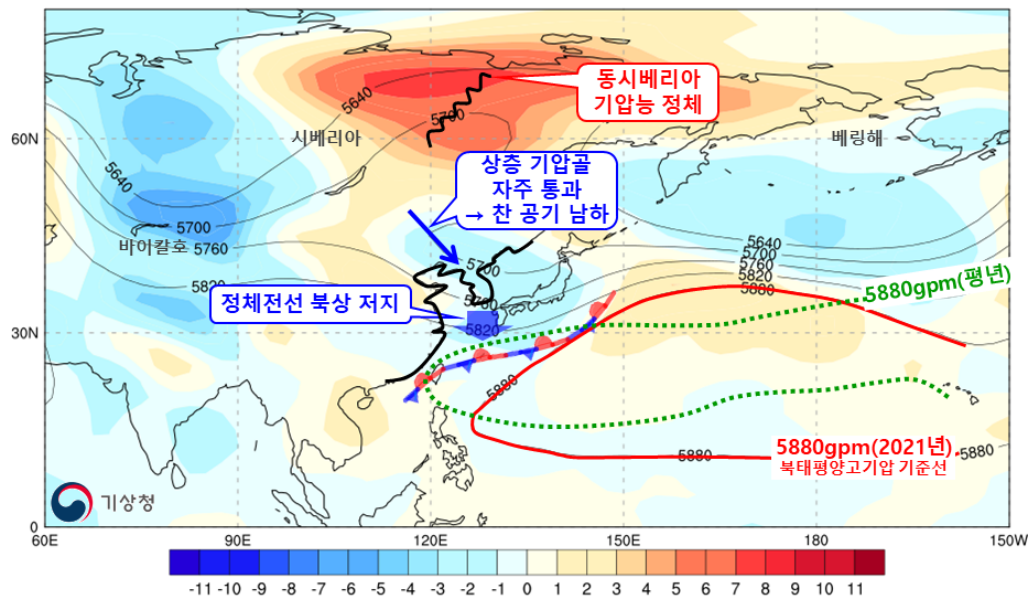 동시베리아
기압능 정체
5640
5700
60N
시베리아
베링해
상층 기압골
자주 통과
→ 찬 공기 남하
5640
5700
바이칼호 5760
5640
5700
5760
5820
5880
5700
5820
5880gpm(평년)
정체전선 북상 저지
5760
30N
5820
5880
5880gpm(2021년)
북태평양고기압 기준선
5880
5880
기상청
0
60E
90E
120E
150E
180
150W
-11 -10 -9 -8 -7 -6 -5 -4 -3 -2 -1 0 1 2 3 4 5 6 7 8 9 10 11